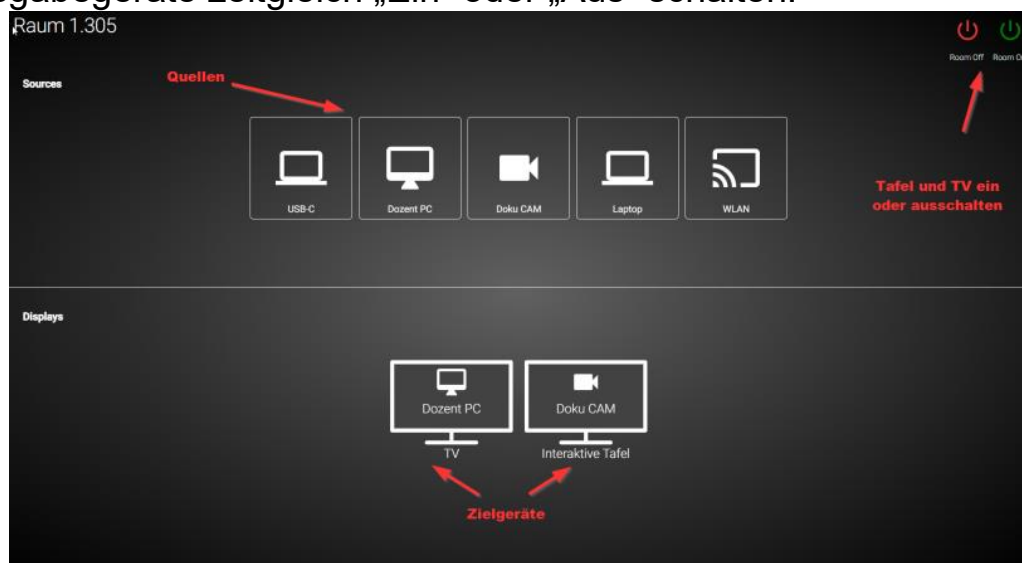 zeitgleich „Ein" oder „Aus" schalten.
Raum 1.305
Room Off
Sources
Quellen
Tafel und TV ein
oder ausschalten
USB-C
Dozent PC
Doku CAM
Laptop
WLAN
Displays
Dozent PC
Doku CAM
TV
Interaktive Tafel
Zielgeräte